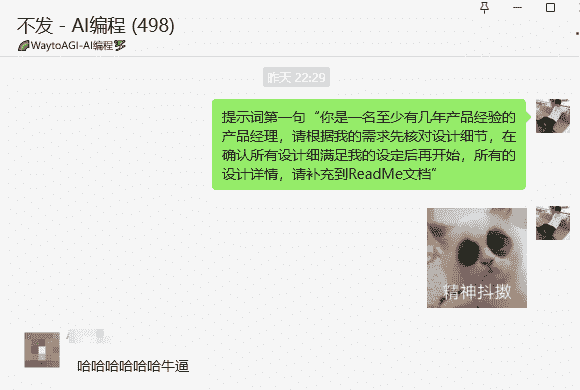 不发 - AI编程 (498)
WaytoAGI-AI编程
昨天 22:29
提示词第一句“你是一名至少有几年产品经验的
产品经理，请根据我的需求先核对设计细节，在
确认所有设计细满足我的设定后再开始，所有的
设计详情，请补充到ReadMe文档”
精神抖擞
哈哈哈哈哈哈牛逼